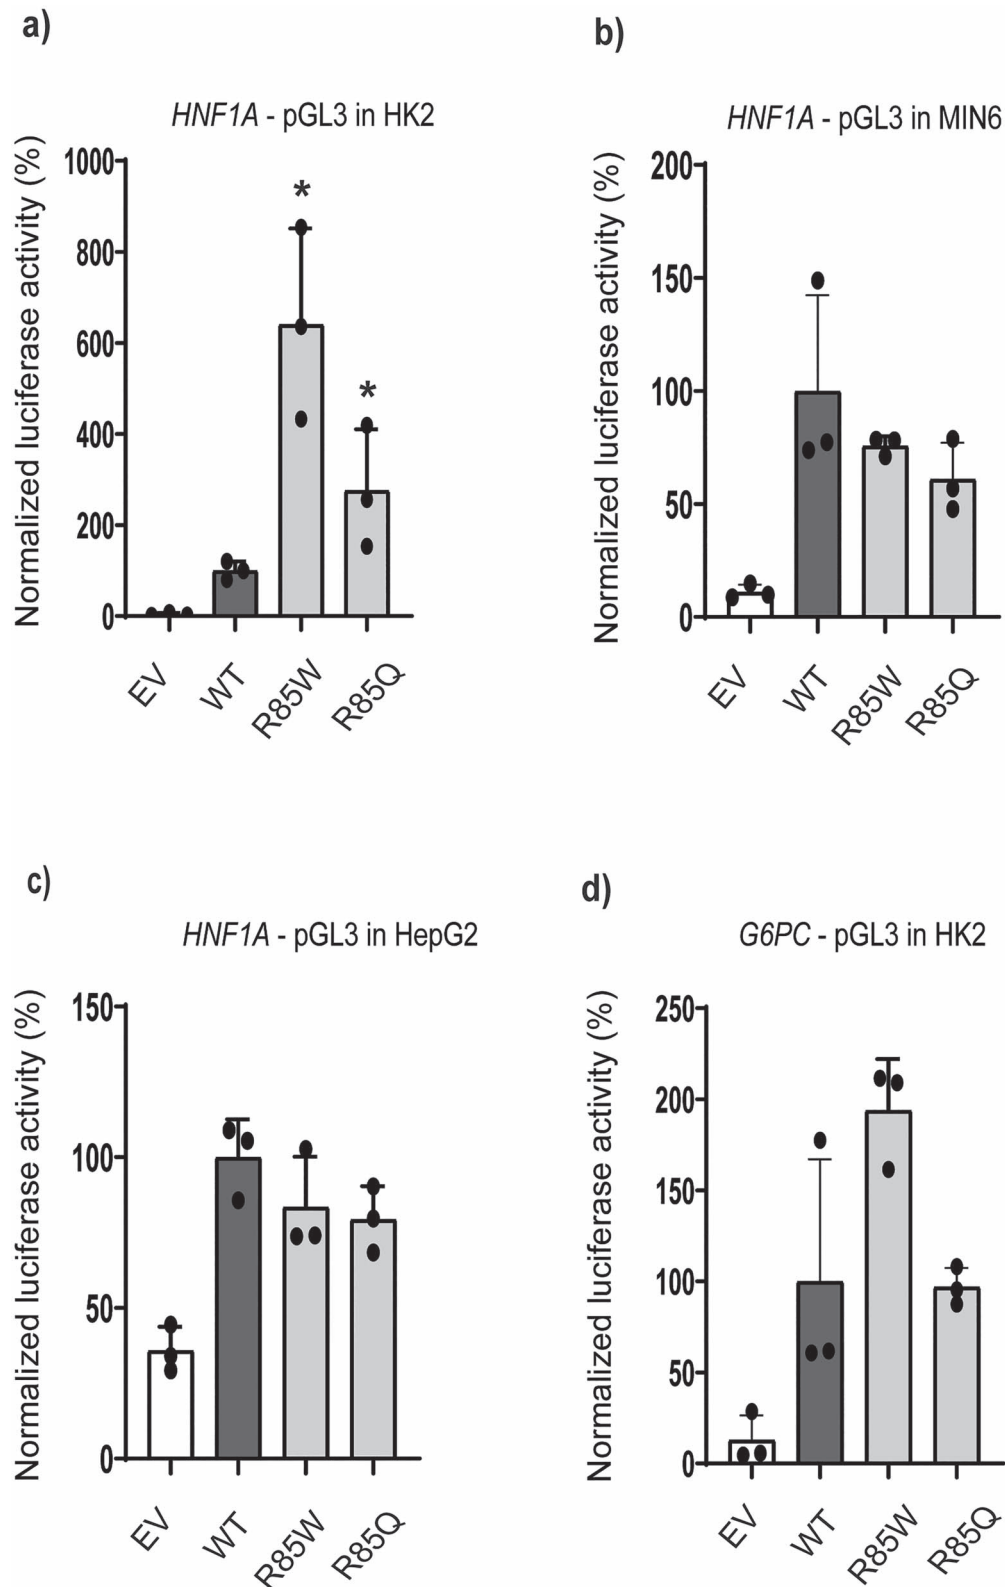 a)
HNF1A - pGL3 in HK2
Normalized luciferase activity (%)
1000
800
600
400
200
0
*
*
EV
WT
R85W
R85Q
b)
HNF1A - pGL3 in MIN6
Normalized luciferase activity (%)
200
150
100
50
0
EV
WT
R85W
R85Q
c)
HNF1A - pGL3 in HepG2
Normalized luciferase activity (%)
150
100
50
0
EV
WT
R85W
R85Q
d)
G6PC - pGL3 in HK2
Normalized luciferase activity (%)
250
200
150
100
50
0
EV
WT
R85W
R85Q